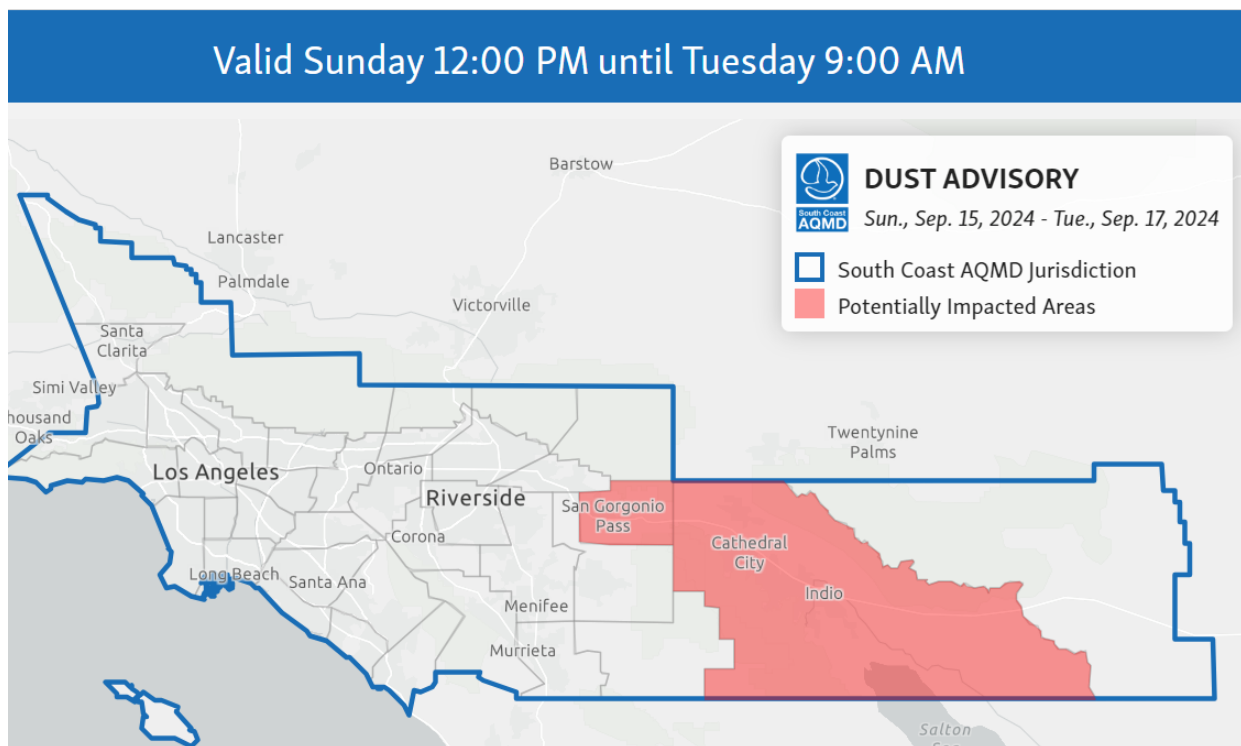 Valid Sunday 12:00 PM until Tuesday 9:00 AM
DUST ADVISORY
South Coast
AQMD
Sun., Sep. 15, 2024 - Tue., Sep. 17, 2024
South Coast AQMD Jurisdiction
Potentially Impacted Areas
Barstow
Lancaster
Palmdale
Victorville
Santa
Clarita
Simi Valley
housand
Oaks
Twentynine
Palms
Los Angeles
Ontario
Riverside
San Gorgonio
Pass
Corona
Cathedral
City
Long Beach
Santa Ana
Indio
Menifee
Murrieta
Salton